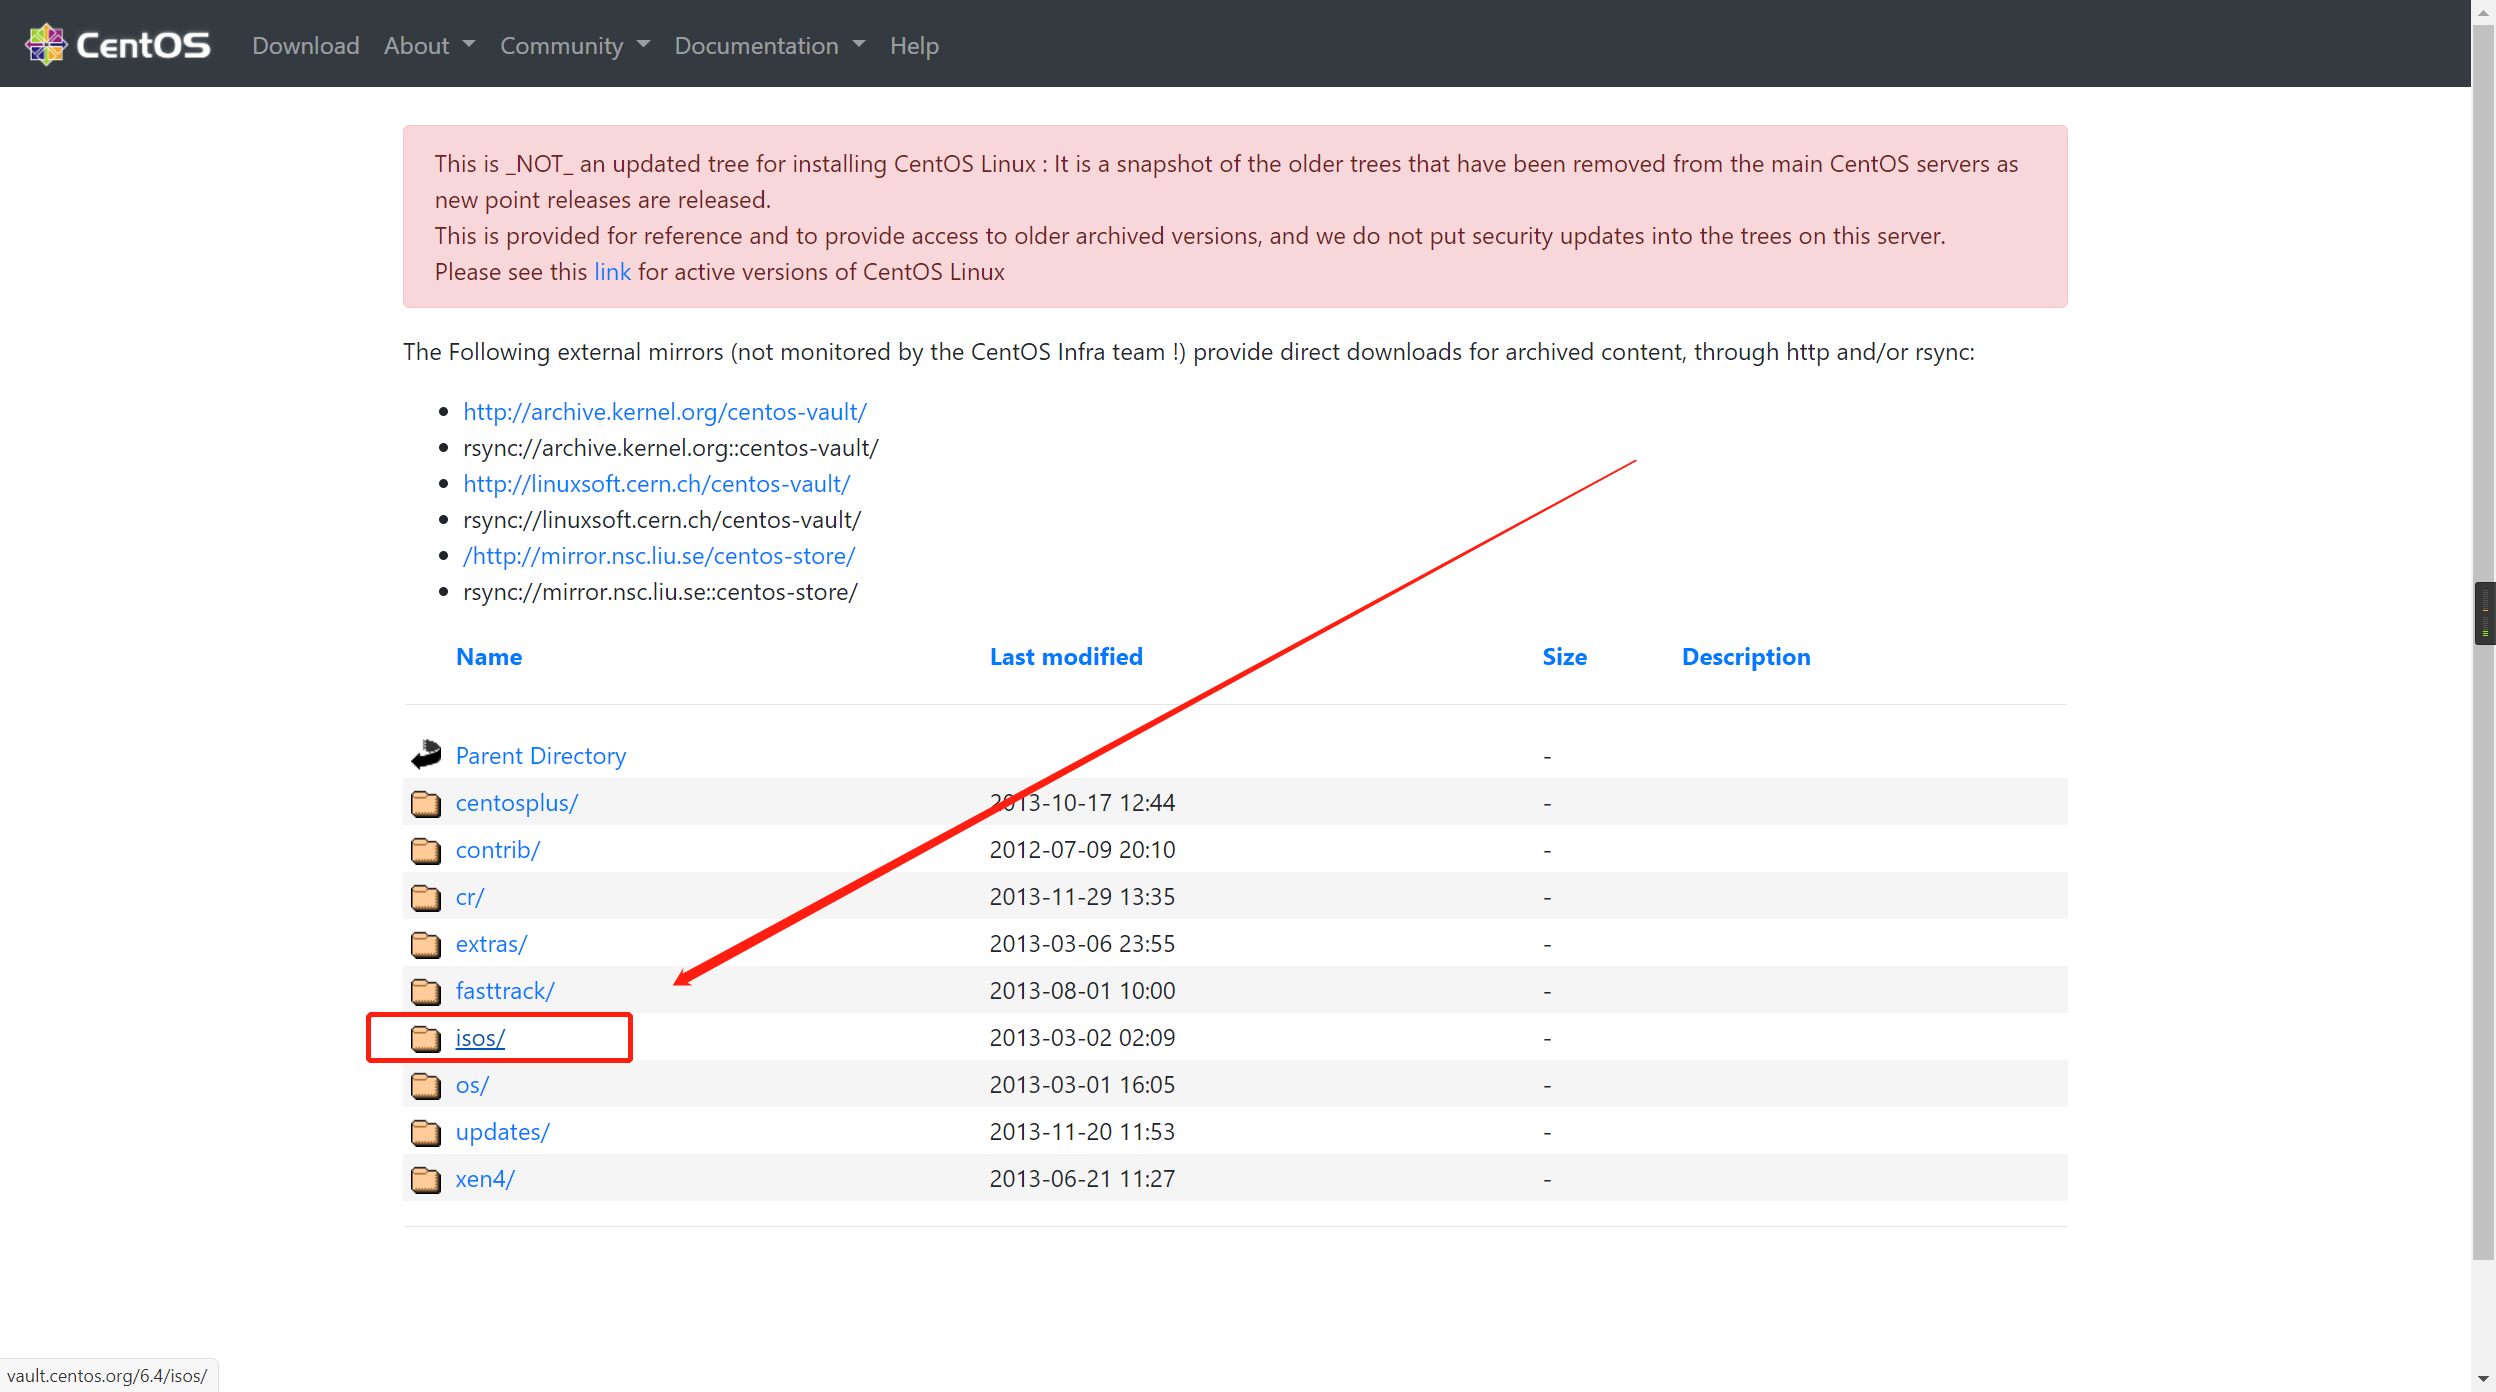 CentOS Download About Community Documentation Help
This is _NOT_ an updated tree for installing CentOS Linux : It is a snapshot of the older trees that have been removed from the main CentOS servers as
new point releases are released.
This is provided for reference and to provide access to older archived versions, and we do not put security updates into the trees on this server.
Please see this link for active versions of CentOS Linux
The Following external mirrors (not monitored by the CentOS Infra team !) provide direct downloads for archived content, through http and/or rsync:
http://archive.kernel.org/centos-vault/
rsync://archive.kernel.org::centos-vault/
http://linuxsoft.cern.ch/centos-vault/
rsync://linuxsoft.cern.ch/centos-vault/
/http://mirror.nsc.liu.se/centos-store/
rsync://mirror.nsc.liu.se::centos-store/
Name Last modified Size Description
Parent Directory -
centosplus/ 2013-10-17 12:44 -
contrib/ 2012-07-09 20:10 -
cr/ 2013-11-29 13:35 -
extras/ 2013-03-06 23:55 -
fasttrack/ 2013-08-01 10:00 -
isos/ 2013-03-02 02:09 -
os/ 2013-03-01 16:05 -
updates/ 2013-11-20 11:53 -
xen4/ 2013-06-21 11:27 -
vault.centos.org/6.4/isos/